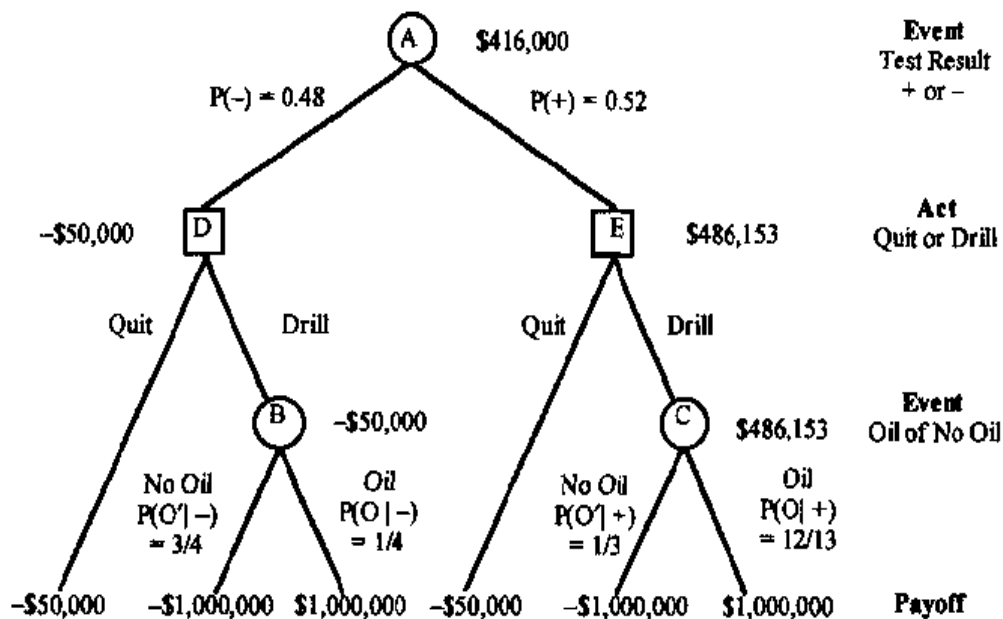 A
$416,000
Event
Test Result
+ or –
P(–) = 0.48
P(+) = 0.52
–$50,000
D
E
$486,153
Act
Quit or Drill
Quit
Drill
Quit
Drill
B
–$50,000
C
$486,153
Event
Oil of No Oil
No Oil
P(O′| –)
= 3/4
Oil
P(O | –)
= 1/4
No Oil
P(O′| +)
= 1/3
Oil
P(O| +)
= 12/13
–$50,000
–$1,000,000
$1,000,000
–$50,000
–$1,000,000
$1,000,000
Payoff